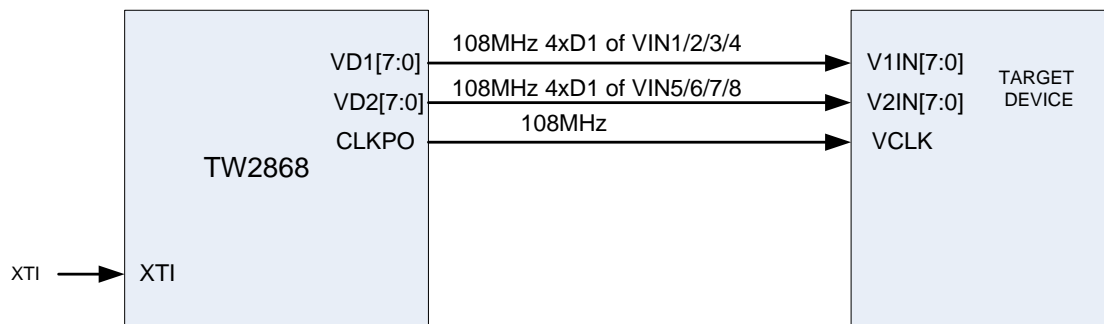 108MHz 4xD1 of VIN1/2/3/4
VD1[7:0]
V1IN[7:0]
TARGET
DEVICE
108MHz 4xD1 of VIN5/6/7/8
VD2[7:0]
V2IN[7:0]
108MHz
CLKPO
VCLK
TW2868
XTI
XTI